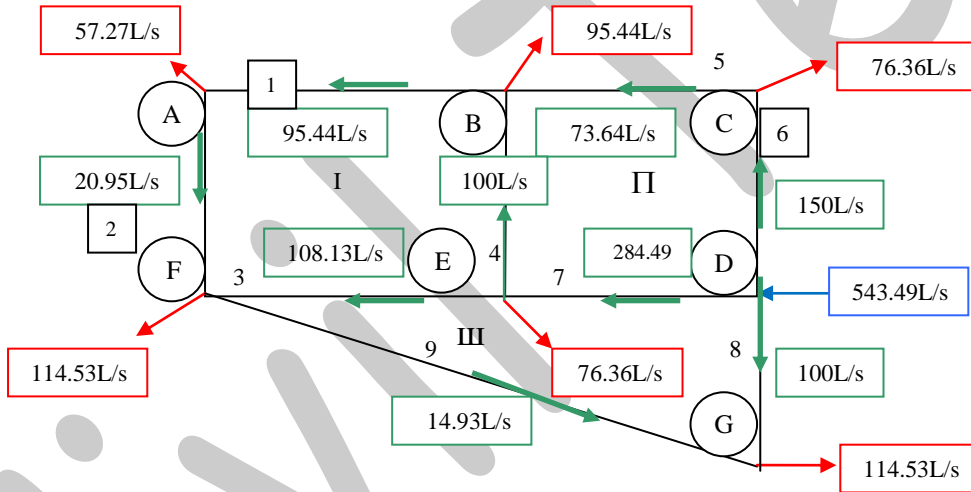 57.27L/s
95.44L/s
5
76.36L/s
1
A
B
C
6
95.44L/s
73.64L/s
20.95L/s
I
100L/s
П
150L/s
2
F
3
108.13L/s
E
4
7
284.49
D
543.49L/s
Ш
9
8
114.53L/s
76.36L/s
100L/s
14.93L/s
G
114.53L/s